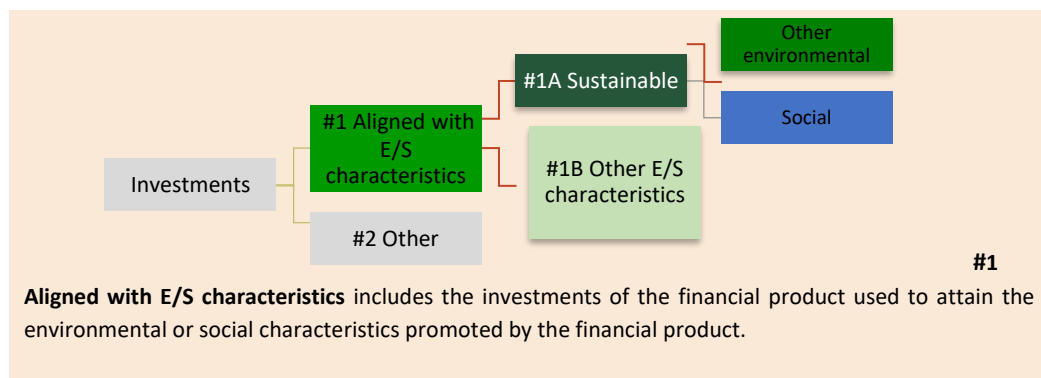 Other
environmental
#1A Sustainable
Social
#1 Aligned with
E/S
characteristics
#1B Other E/S
characteristics
Investments
#2 Other
#1
Aligned with E/S characteristics includes the investments of the financial product used to attain the
environmental or social characteristics promoted by the financial product.